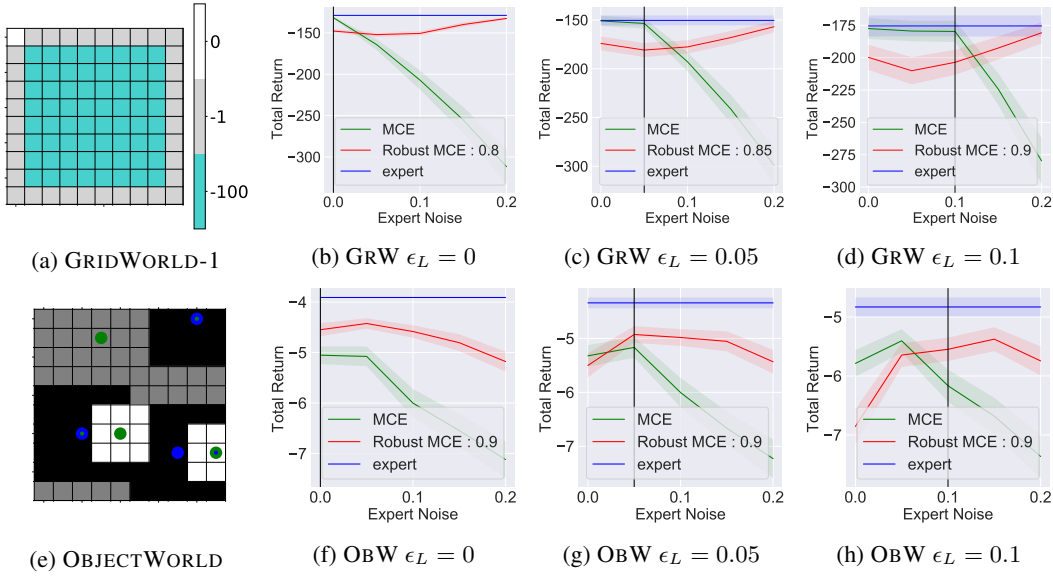 0
-1
-100
(a) GRIDWORLD-1
−150
−200
−250
−300
Total Return
MCE
Robust MCE : 0.8
expert
0.0
0.1
0.2
Expert Noise
(b) GRW ϵL = 0
−150
−200
−250
−300
Total Return
MCE
Robust MCE : 0.85
expert
0.0
0.1
0.2
Expert Noise
(c) GRW ϵL = 0.05
−175
−200
−225
−250
−275
−300
Total Return
MCE
Robust MCE : 0.9
expert
0.0
0.1
0.2
Expert Noise
(d) GRW ϵL = 0.1
(e) OBJECTWORLD
−4
−5
−6
−7
Total Return
MCE
Robust MCE : 0.9
expert
0.0
0.1
0.2
Expert Noise
(f) OBW ϵL = 0
−5
−6
−7
Total Return
MCE
Robust MCE : 0.9
expert
0.0
0.1
0.2
Expert Noise
(g) OBW ϵL = 0.05
−5
−6
−7
Total Return
MCE
Robust MCE : 0.9
expert
0.0
0.1
0.2
Expert Noise
(h) OBW ϵL = 0.1